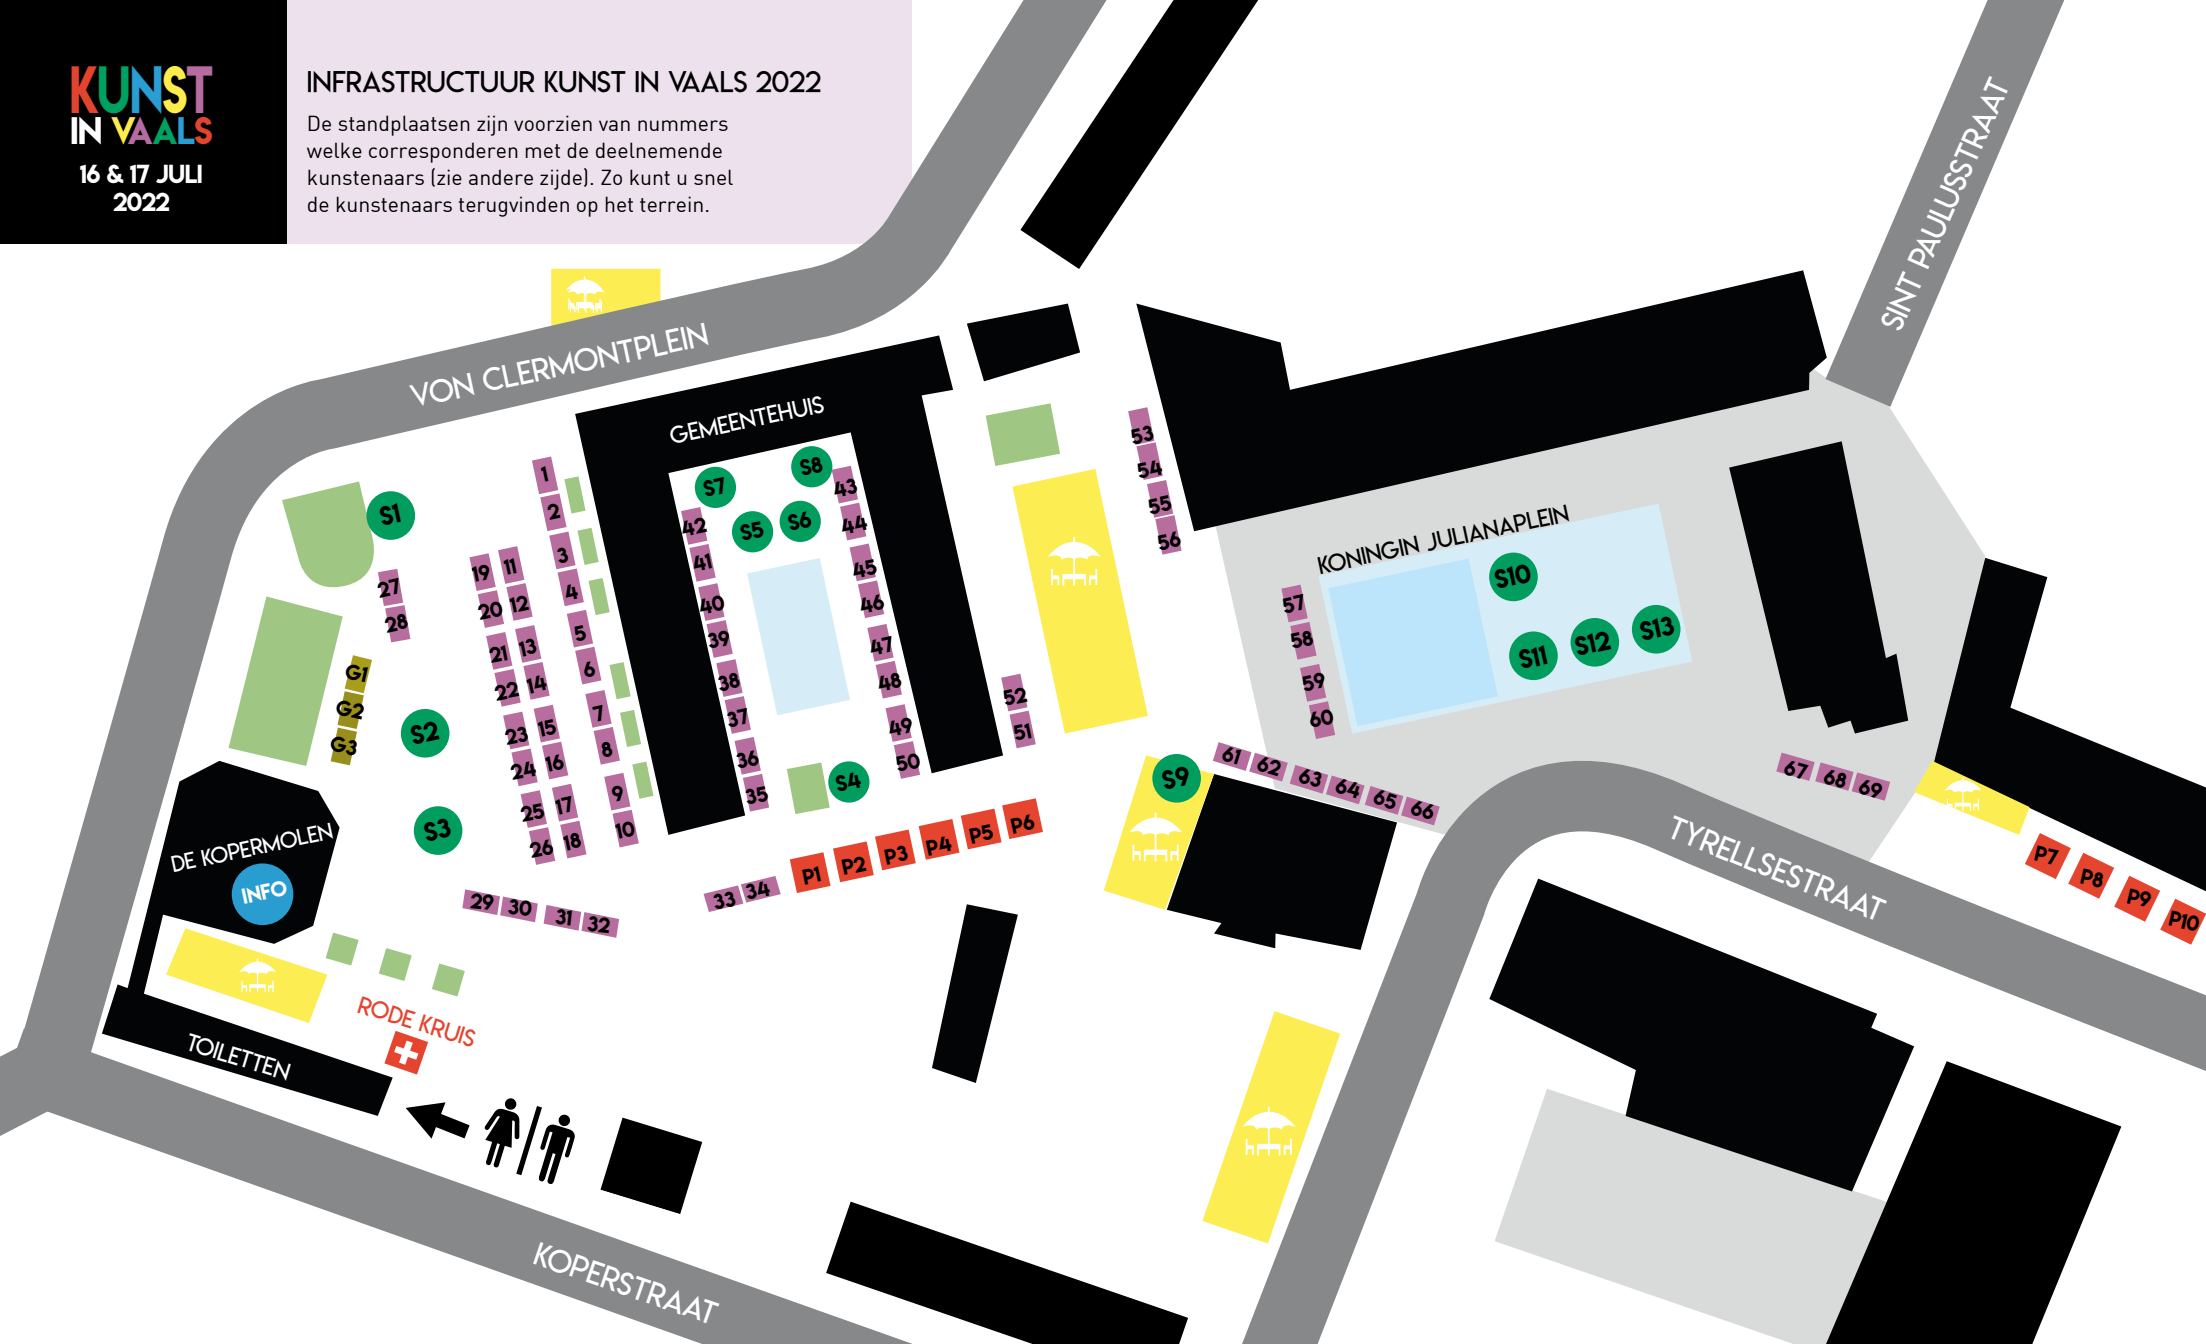 KUNST
IN VAALS
16 & 17 JULI
2022
INFRASTRUCTUUR KUNST IN VAALS 2022
De standplaatsen zijn voorzien van nummers
welke corresponderen met de deelnemende
kunstenaars (zie andere zijde). Zo kunt u snel
de kunstenaars terugvinden op het terrein.
SINT PAULUSSTRAAT
VON CLERMONTPLEIN
GEMEENTEHUIS
KONINGIN JULIANAPLEIN
TYRELLSESTRAAT
DE KOPERMOLEN
INFO
TOILETTEN
RODE KRUIS
KOPERSTRAAT
S1
S2
S3
S4
S5
S6
S7
S8
S9
S10
S11
S12
S13
G1
G2
G3
1
2
3
4
5
6
7
8
9
10
11
12
13
14
15
16
17
18
19
20
21
22
23
24
25
26
27
28
29
30
31
32
33
34
35
36
37
38
39
40
41
42
43
44
45
46
47
48
49
50
51
52
53
54
55
56
57
58
59
60
61
62
63
64
65
66
67
68
69
P1
P2
P3
P4
P5
P6
P7
P8
P9
P10